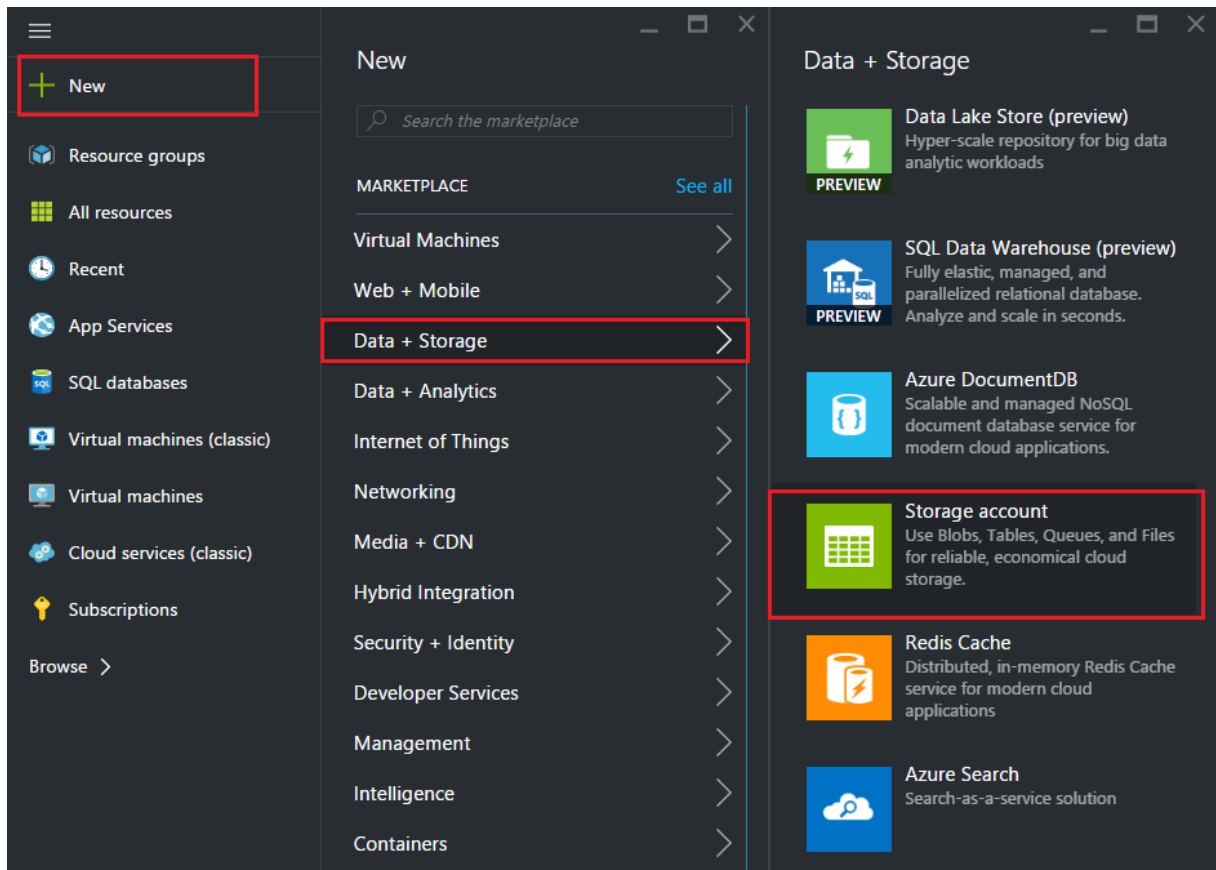 New
Resource groups
All resources
Recent
App Services
SQL
SQL databases
Virtual machines (classic)
Virtual machines
Cloud services (classic)
Subscriptions
Browse
New
Search the marketplace
MARKETPLACE
See all
Virtual Machines
Web + Mobile
Data + Storage
Data + Analytics
Internet of Things
Networking
Media + CDN
Hybrid Integration
Security + Identity
Developer Services
Management
Intelligence
Containers
Data + Storage
PREVIEW
Data Lake Store (preview)
Hyper-scale repository for big data
analytic workloads
SQL
PREVIEW
SQL Data Warehouse (preview)
Fully elastic, managed, and
parallelized relational database.
Analyze and scale in seconds.
Azure DocumentDB
Scalable and managed NoSQL
document database service for
modern cloud applications.
Storage account
Use Blobs, Tables, Queues, and Files
for reliable, economical cloud
storage.
Redis Cache
Distributed, in-memory Redis Cache
service for modern cloud
applications
Azure Search
Search-as-a-service solution